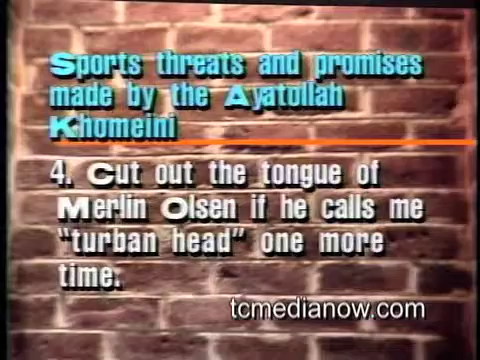 Sports threats and promises
made by the Ayatollah
Khomeini
4. Cut out the tongue of
Merlin Olsen if he calls me
"turban head" one more
time.
tcmedianow.com